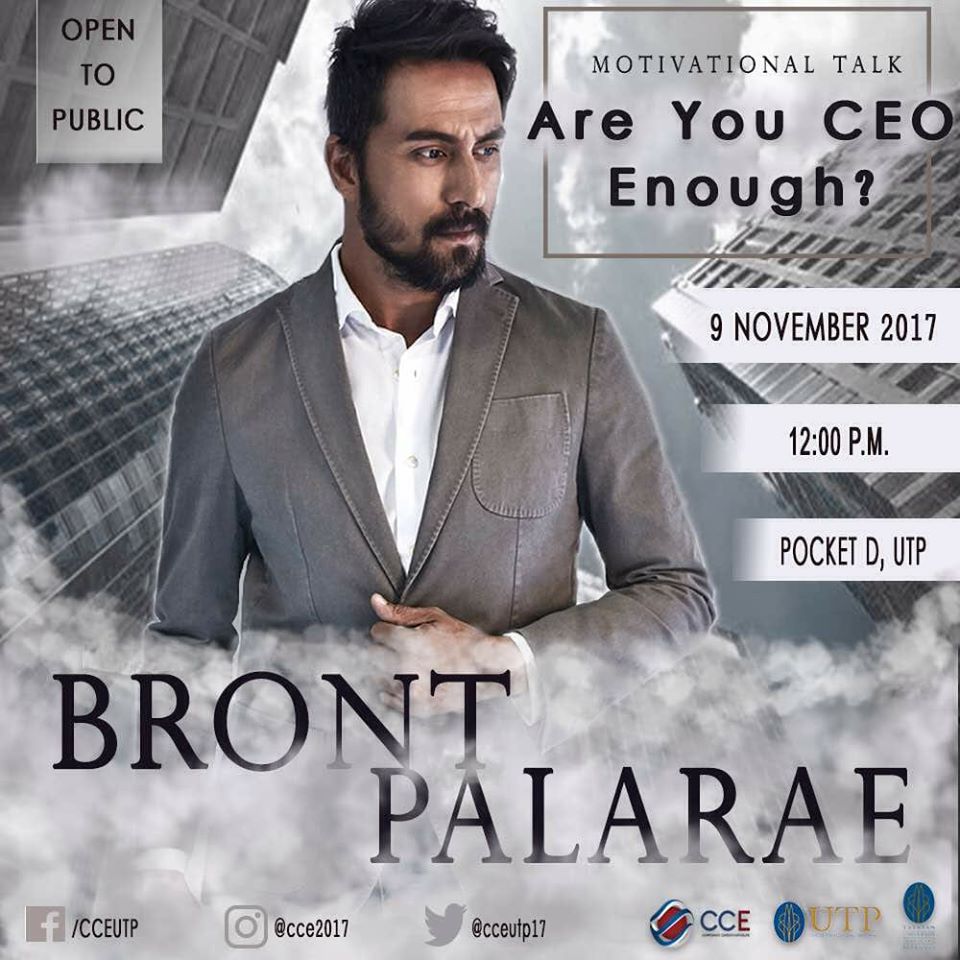 OPEN
TO
PUBLIC
MOTIVATIONAL TALK
Are You CEO
Enough?
9 NOVEMBER 2017
12:00 P.M.
POCKET D, UTP
BRONT
PALARAE
/CCEUTP
@cce2017
@cceutp17
CCE
UTP